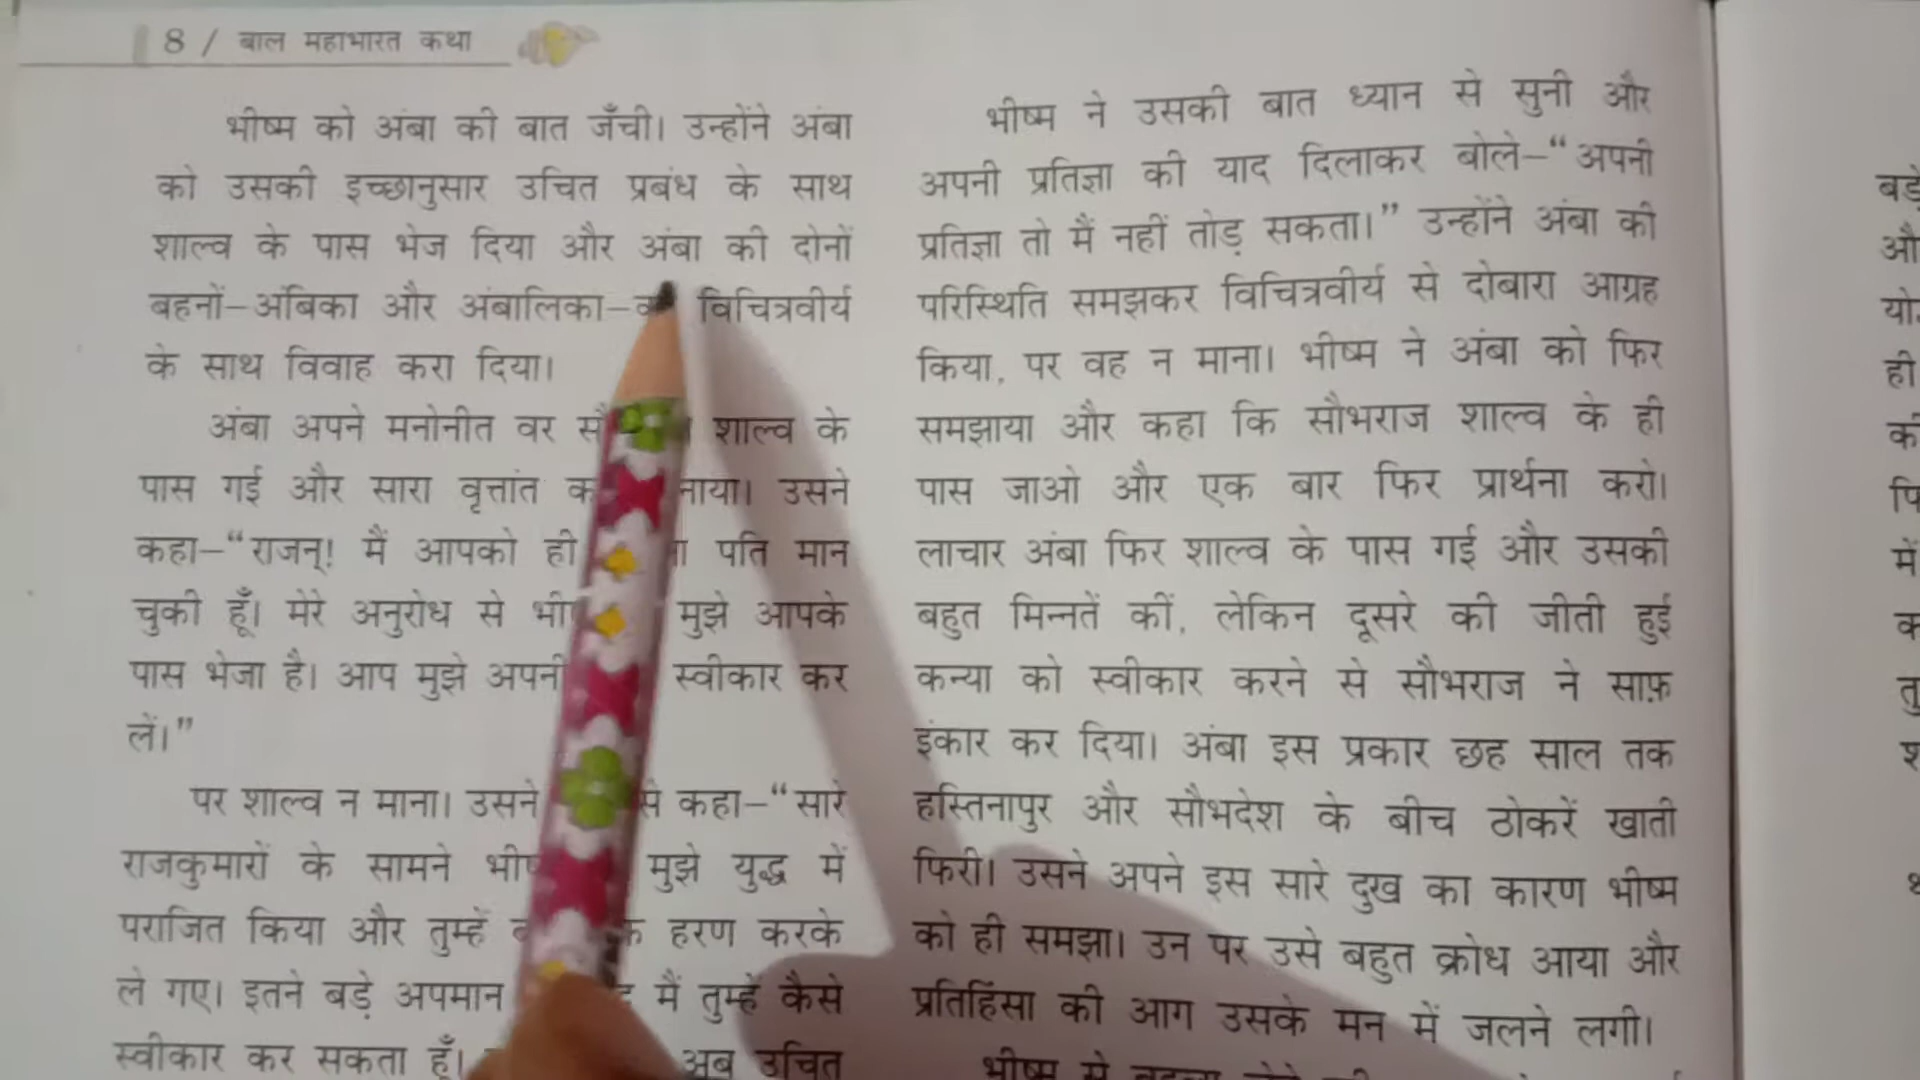 8 / बाल महाभारत कथा
भीष्म को अंबा की बात जँची। उन्होंने अंबा
को उसकी इच्छानुसार उचित प्रबंध के साथ
शाल्व के पास भेज दिया और अंबा की दोनों
बहनों–अंबिका और अंबालिका– विचित्रवीर्य
के साथ विवाह करा दिया।
अंबा अपने मनोनीत वर शाल्व के
पास गई और सारा वृत्तांत उसने
कहा–“राजन्! मैं आपको ही पति मान
चुकी हूँ। मेरे अनुरोध से मुझे आपके
पास भेजा है। आप मुझे स्वीकार कर
लें।”
पर शाल्व न माना। उसने से कहा–“सारे
राजकुमारों के सामने मुझे युद्ध में
पराजित किया और तुम्हें हरण करके
ले गए। इतने बड़े अपमान मैं तुम्हें कैसे
स्वीकार कर सकता हूँ। अब उचित
भीष्म ने उसकी बात ध्यान से सुनी और
अपनी प्रतिज्ञा की याद दिलाकर बोले–“अपनी
प्रतिज्ञा तो मैं नहीं तोड़ सकता।” उन्होंने अंबा की
परिस्थिति समझकर विचित्रवीर्य से दोबारा आग्रह
किया, पर वह न माना। भीष्म ने अंबा को फिर
समझाया और कहा कि सौभराज शाल्व के ही
पास जाओ और एक बार फिर प्रार्थना करो।
लाचार अंबा फिर शाल्व के पास गई और उसकी
बहुत मिन्नतें कीं, लेकिन दूसरे की जीती हुई
कन्या को स्वीकार करने से सौभराज ने साफ़
इंकार कर दिया। अंबा इस प्रकार छह साल तक
हस्तिनापुर और सौभदेश के बीच ठोकरें खाती
फिरी। उसने अपने इस सारे दुख का कारण भीष्म
को ही समझा। उन पर उसे बहुत क्रोध आया और
प्रतिहिंसा की आग उसके मन में जलने लगी।
भीष्म से